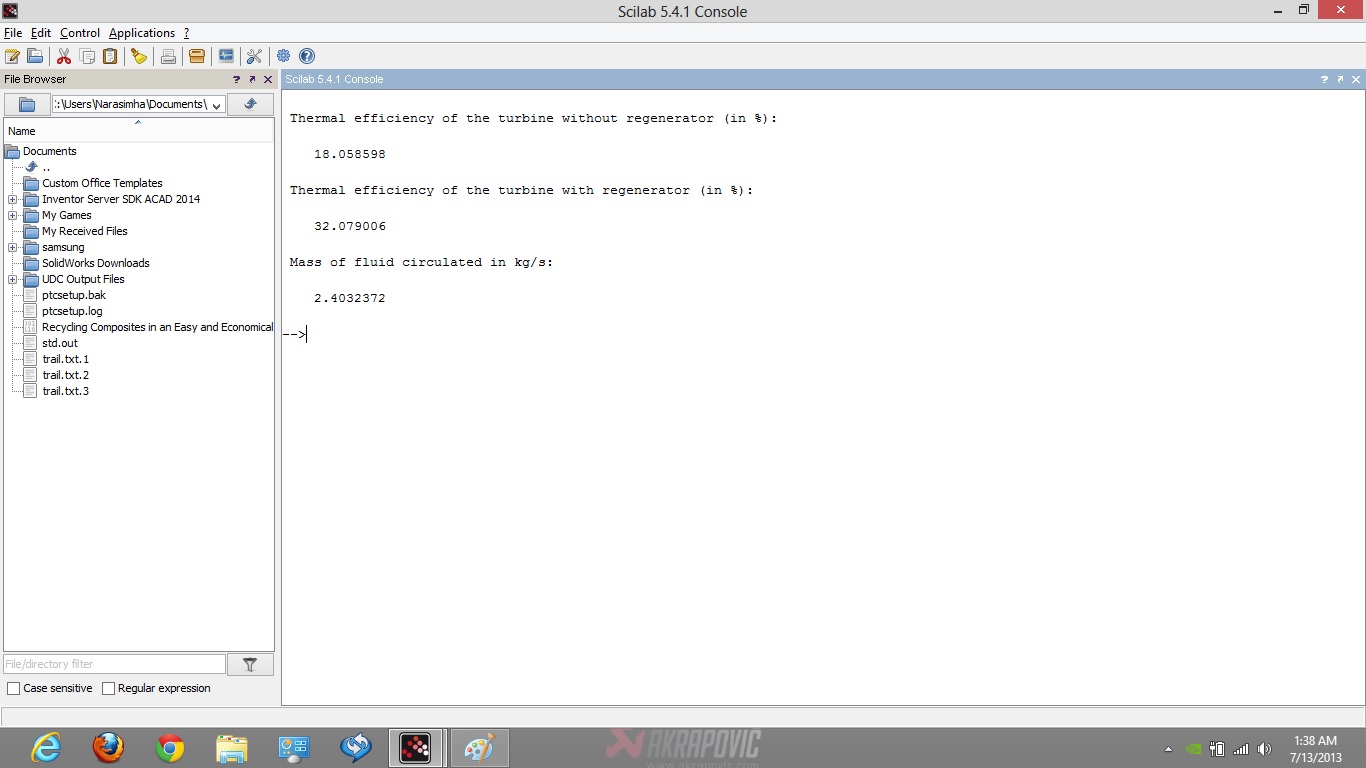 Scilab 5.4.1 Console
File Edit Control Applications ?
File Browser
Scilab 5.4.1 Console
:\Users\Narasimha\Documents\
Name
Documents
..
Custom Office Templates
Inventor Server SDK ACAD 2014
My Games
My Received Files
samsung
SolidWorks Downloads
UDC Output Files
ptcsetup.bak
ptcsetup.log
Recycling Composites in an Easy and Economical
std.out
trail.txt.1
trail.txt.2
trail.txt.3
Thermal efficiency of the turbine without regenerator (in %):
18.058598
Thermal efficiency of the turbine with regenerator (in %):
32.079006
Mass of fluid circulated in kg/s:
2.4032372
-->
File/directory filter
Case sensitive Regular expression
AKRAPOVIC
www.akrapovic.com
1:38 AM
7/13/2013